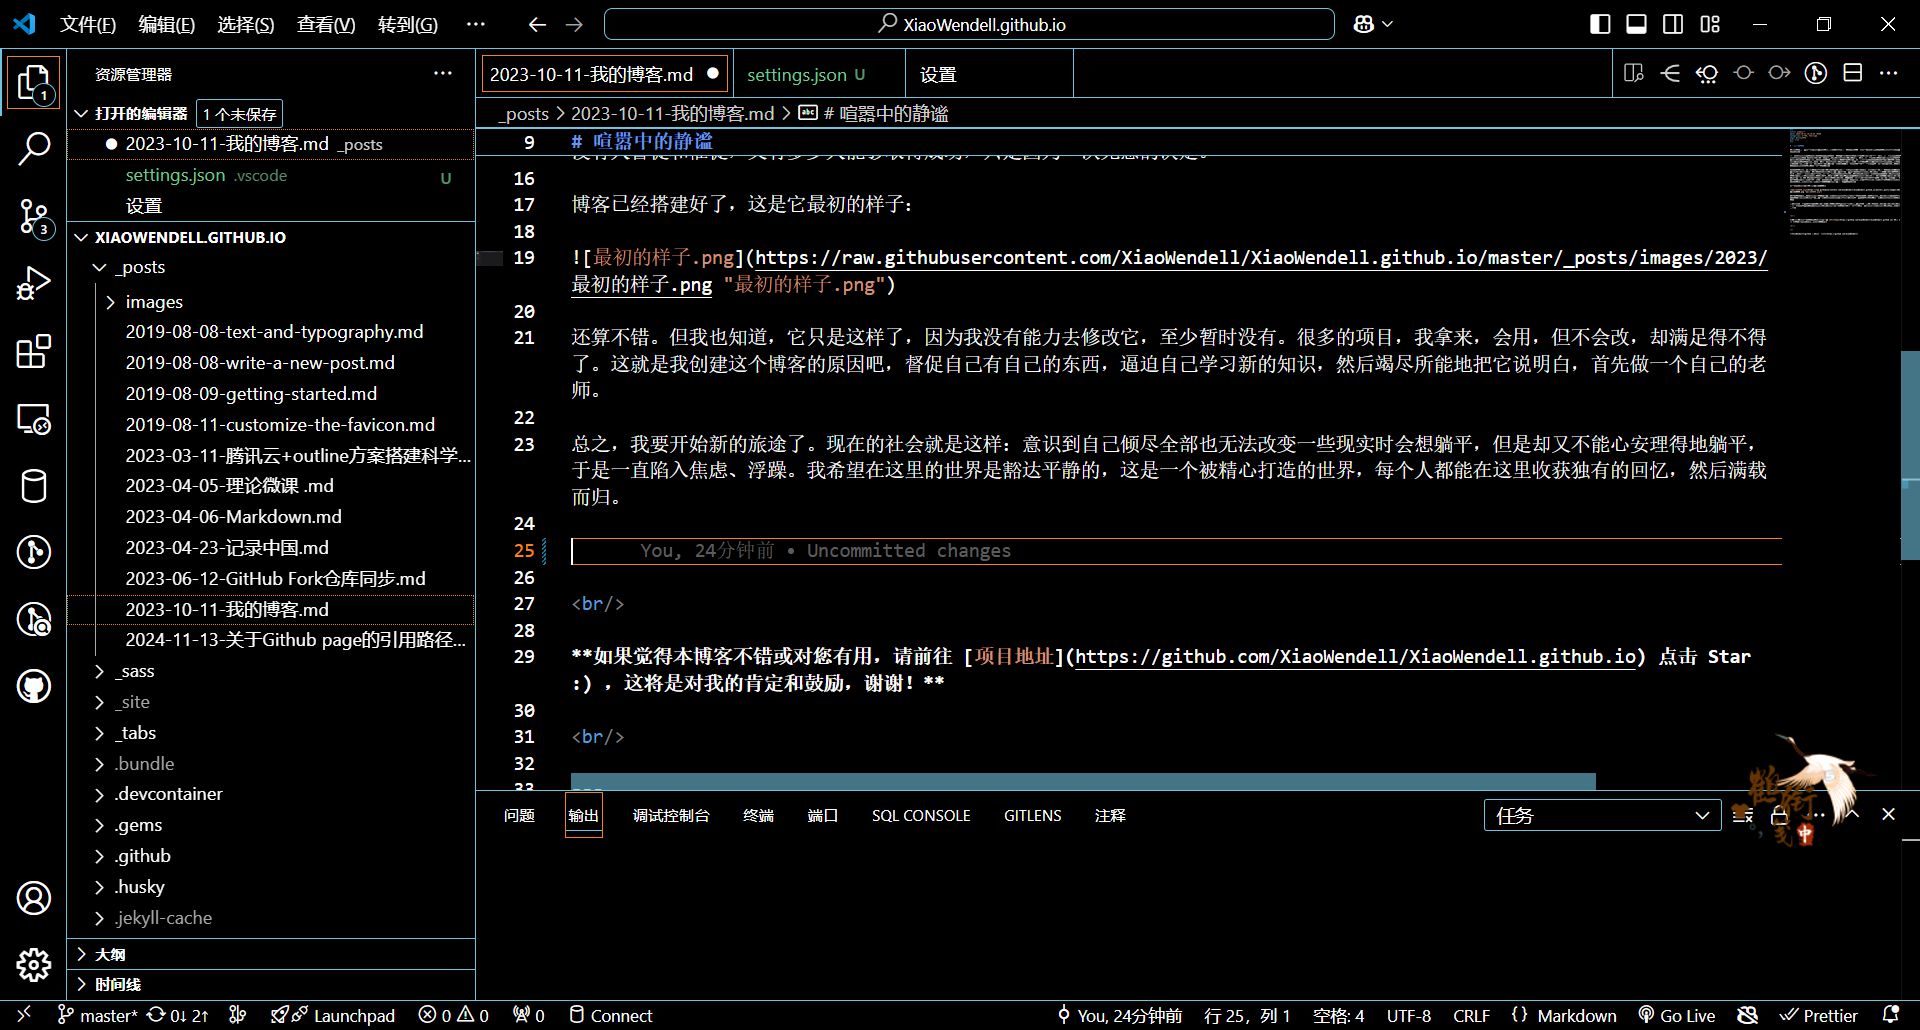 文件(F) 编辑(E) 选择(S) 查看(V) 转到(G) ··· XiaoWendell.github.io
资源管理器 ···
打开的编辑器 1 个未保存
2023-10-11-我的博客.md _posts
settings.json .vscode U
设置
XIAOWENDELL.GITHUB.IO
_posts
images
2019-08-08-text-and-typography.md
2019-08-08-write-a-new-post.md
2019-08-09-getting-started.md
2019-08-11-customize-the-favicon.md
2023-03-11-腾讯云+outline方案搭建科学...
2023-04-05-理论微课 .md
2023-04-06-Markdown.md
2023-04-23-记录中国.md
2023-06-12-GitHub Fork仓库同步.md
2023-10-11-我的博客.md
2024-11-13-关于Github page的引用路径...
_sass
_site
_tabs
.bundle
.devcontainer
.gems
.github
.husky
.jekyll-cache
大纲
时间线
1
3
2023-10-11-我的博客.md settings.json U 设置
_posts > 2023-10-11-我的博客.md > # 喧嚣中的静谧
9 # 喧嚣中的静谧
16
17 博客已经搭建好了，这是它最初的样子：
18
19 ![最初的样子.png](https://raw.githubusercontent.com/XiaoWendell/XiaoWendell.github.io/master/_posts/images/2023/
最初的样子.png "最初的样子.png")
20
21 还算不错。但我也知道，它只是这样了，因为我没有能力去修改它，至少暂时没有。很多的项目，我拿来，会用，但不会改，却满足得不得
了。这就是我创建这个博客的原因吧，督促自己有自己的东西，逼迫自己学习新的知识，然后竭尽所能地把它说明白，首先做一个自己的老
师。
22
23 总之，我要开始新的旅途了。现在的社会就是这样：意识到自己倾尽全部也无法改变一些现实时会想躺平，但是却又不能心安理得地躺平，
于是一直陷入焦虑、浮躁。我希望在这里的世界是豁达平静的，这是一个被精心打造的世界，每个人都能在这里收获独有的回忆，然后满载
而归。
24
25 You, 24分钟前 • Uncommitted changes
26
27 <br/>
28
29 **如果觉得本博客不错或对您有用，请前往 [项目地址](https://github.com/XiaoWendell/XiaoWendell.github.io) 点击 Star
:) ，这将是对我的肯定和鼓励，谢谢！**
30
31 <br/>
32
33 ---
问题 输出 调试控制台 终端 端口 SQL CONSOLE GITLENS 注释 任务
鹤衔
中
master* 0↓ 2↑ Launchpad 0 0 0 Connect You, 24分钟前 行 25，列 1 空格: 4 UTF-8 CRLF {} Markdown Go Live Prettier